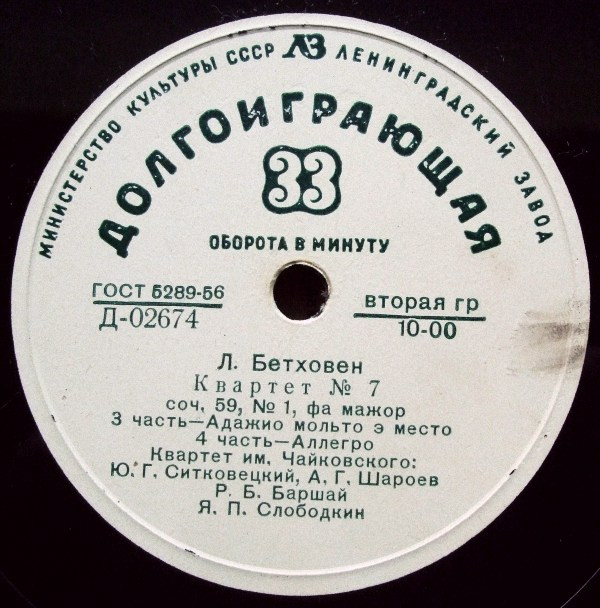 МИНИСТЕРСТВО КУЛЬТУРЫ СССР ЛЗ ЛЕНИНГРАДСКИЙ ЗАВОД
ДОЛГОИГРАЮЩАЯ
33
ОБОРОТА В МИНУТУ
ГОСТ 5289-56
Д-02674
вторая гр
10-00
Л. Бетховен
Квартет № 7
соч. 59, № 1, фа мажор
3 часть—Адажио мольто э место
4 часть—Аллегро
Квартет им. Чайковского:
Ю. Г. Ситковецкий, А. Г. Шароев
Р. Б. Баршай
Я. П. Слободкин